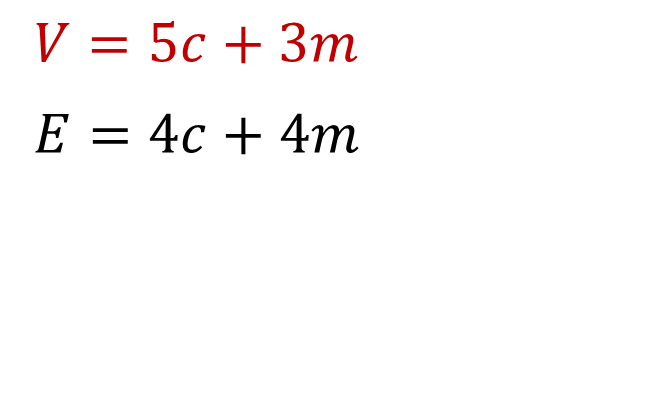 V = 5c + 3m
E = 4c + 4m